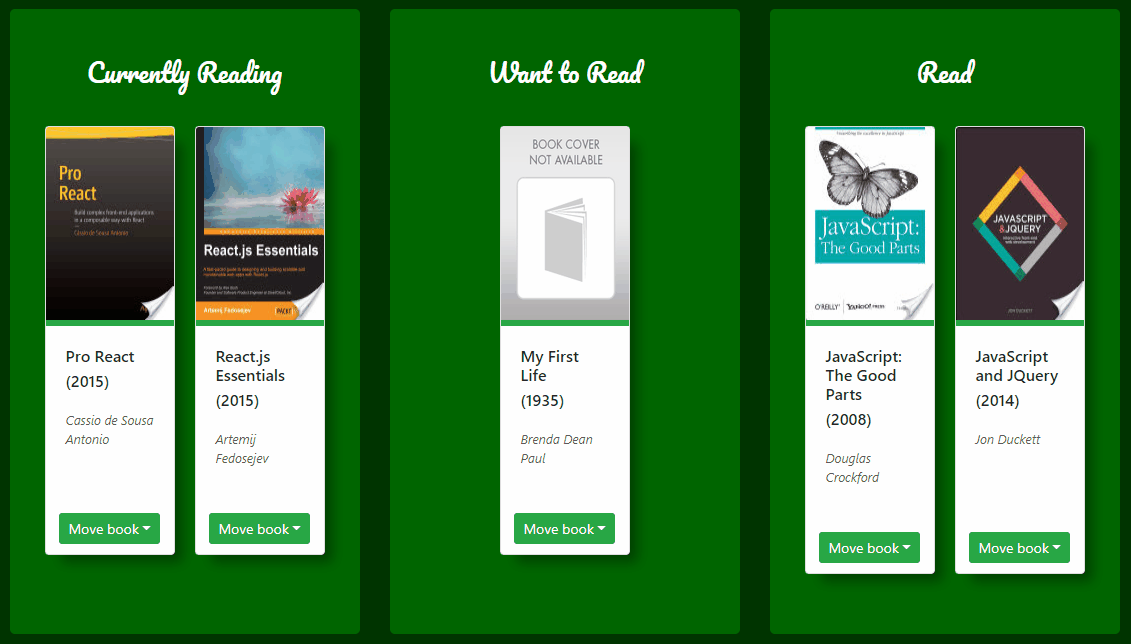 Currently Reading
Pro
React
Build complex front-end applications
in a composable way with React
Cassio de Sousa Antonio
Pro React
(2015)
Cassio de Sousa
Antonio
Move book
React.js Essentials
Artemij Fedosejev
PACKT
React.js
Essentials
(2015)
Artemij
Fedosejev
Move book
Want to Read
BOOK COVER
NOT AVAILABLE
My First
Life
(1935)
Brenda Dean
Paul
Move book
Read
JavaScript:
The Good Parts
O'REILLY
YAHOO! PRESS
JavaScript:
The Good
Parts
(2008)
Douglas
Crockford
Move book
JAVASCRIPT
&JQUERY
JON DUCKETT
JavaScript
and JQuery
(2014)
Jon Duckett
Move book